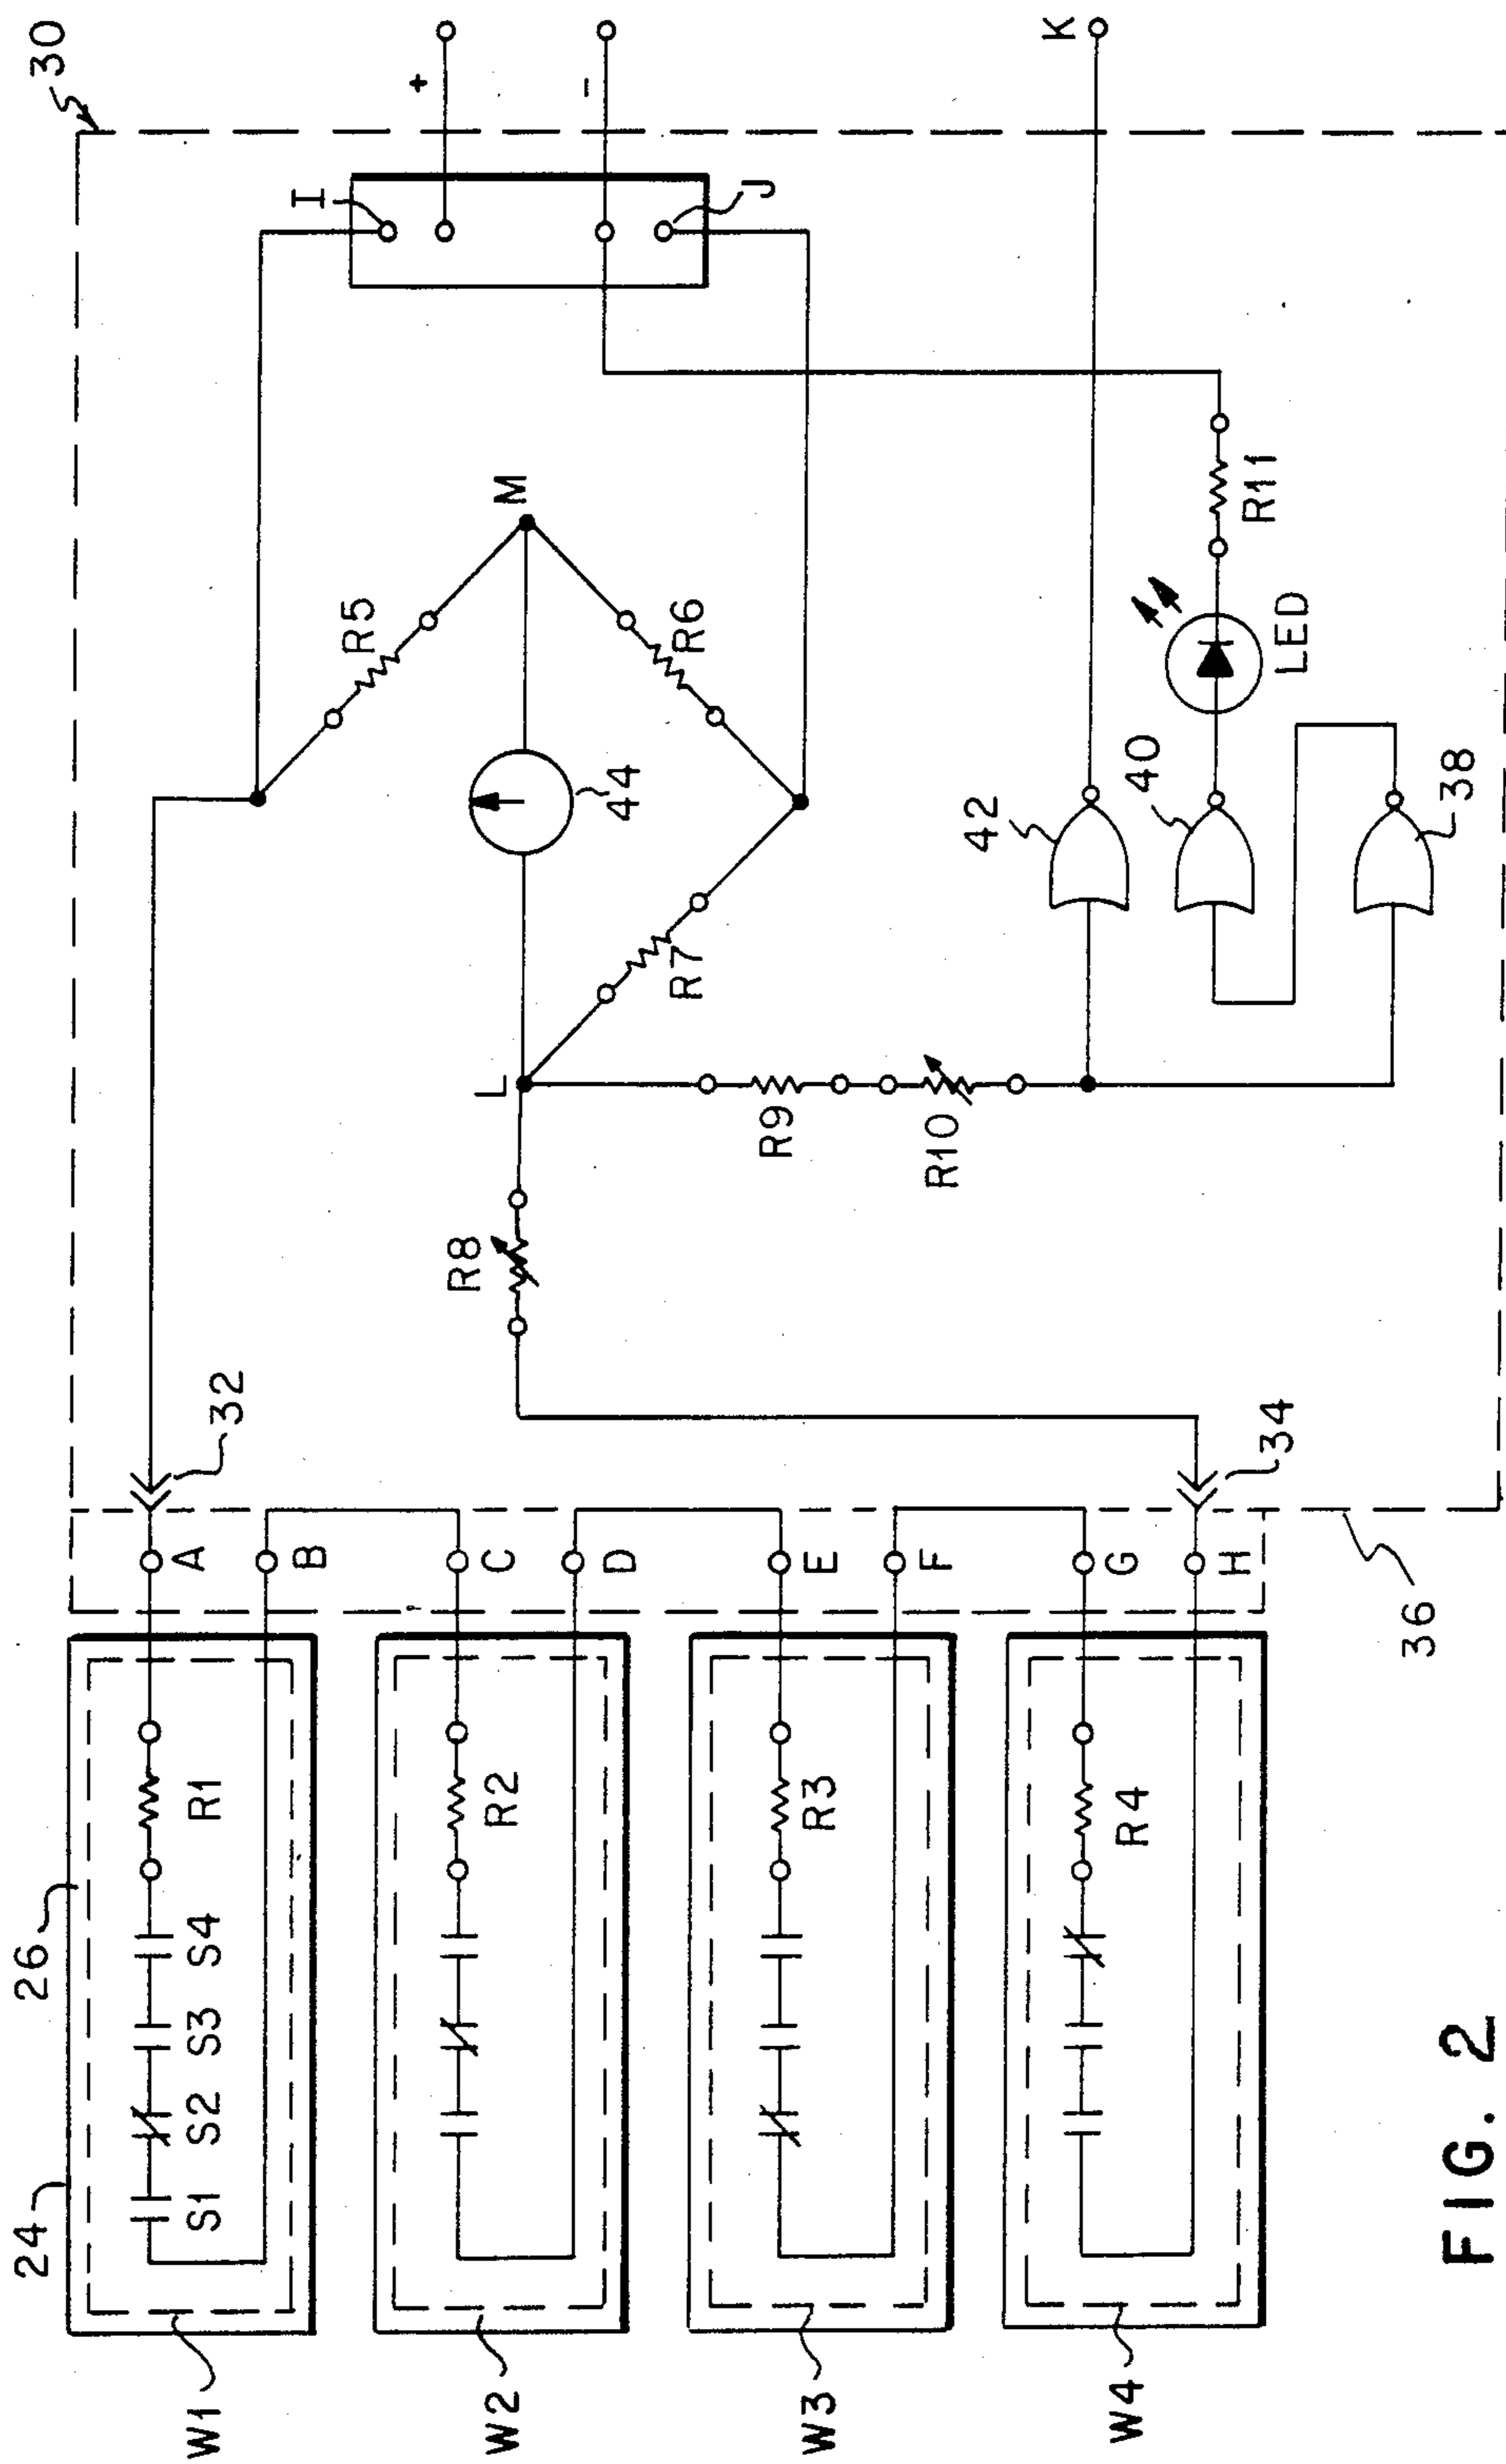 30
+
-
K
I
J
M
R5
R6
44
R7
L
R8
R9
R10
42
40
38
LED
R11
32
34
36
A
B
C
D
E
F
G
H
24
26
S1 S2 S3 S4 R1
R2
R3
R4
W1
W2
W3
W4
FIG. 2